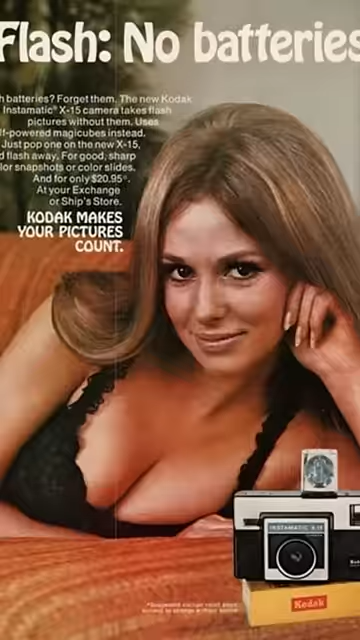 Flash: No batteries
h batteries? Forget them. The new Kodak
Instamatic® X-15 camera takes flash
pictures without them. Uses
lf-powered magicubes instead.
Just pop one on the new X-15,
d flash away. For good, sharp
lor snapshots or color slides.
And for only $20.95*.
At your Exchange
or Ship's Store.
KODAK MAKES
YOUR PICTURES
COUNT.
INSTAMATIC X-15
Kodak